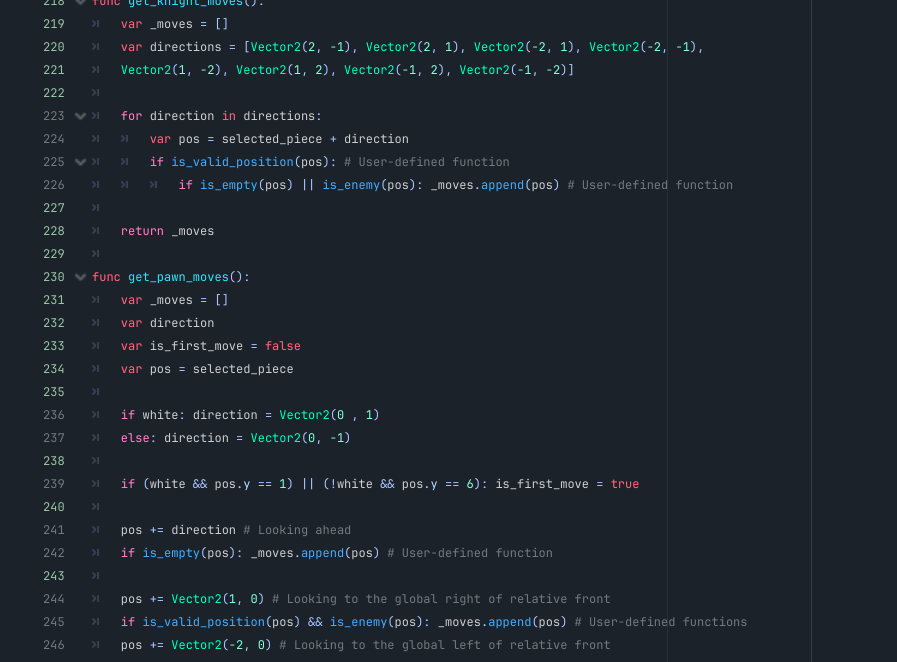 218 func get_knight_moves():
219 var _moves = []
220 var directions = [Vector2(2, -1), Vector2(2, 1), Vector2(-2, 1), Vector2(-2, -1),
221 Vector2(1, -2), Vector2(1, 2), Vector2(-1, 2), Vector2(-1, -2)]
222
223 for direction in directions:
224 var pos = selected_piece + direction
225 if is_valid_position(pos): # User-defined function
226 if is_empty(pos) || is_enemy(pos): _moves.append(pos) # User-defined function
227
228 return _moves
229
230 func get_pawn_moves():
231 var _moves = []
232 var direction
233 var is_first_move = false
234 var pos = selected_piece
235
236 if white: direction = Vector2(0 , 1)
237 else: direction = Vector2(0, -1)
238
239 if (white && pos.y == 1) || (!white && pos.y == 6): is_first_move = true
240
241 pos += direction # Looking ahead
242 if is_empty(pos): _moves.append(pos) # User-defined function
243
244 pos += Vector2(1, 0) # Looking to the global right of relative front
245 if is_valid_position(pos) && is_enemy(pos): _moves.append(pos) # User-defined functions
246 pos += Vector2(-2, 0) # Looking to the global left of relative front